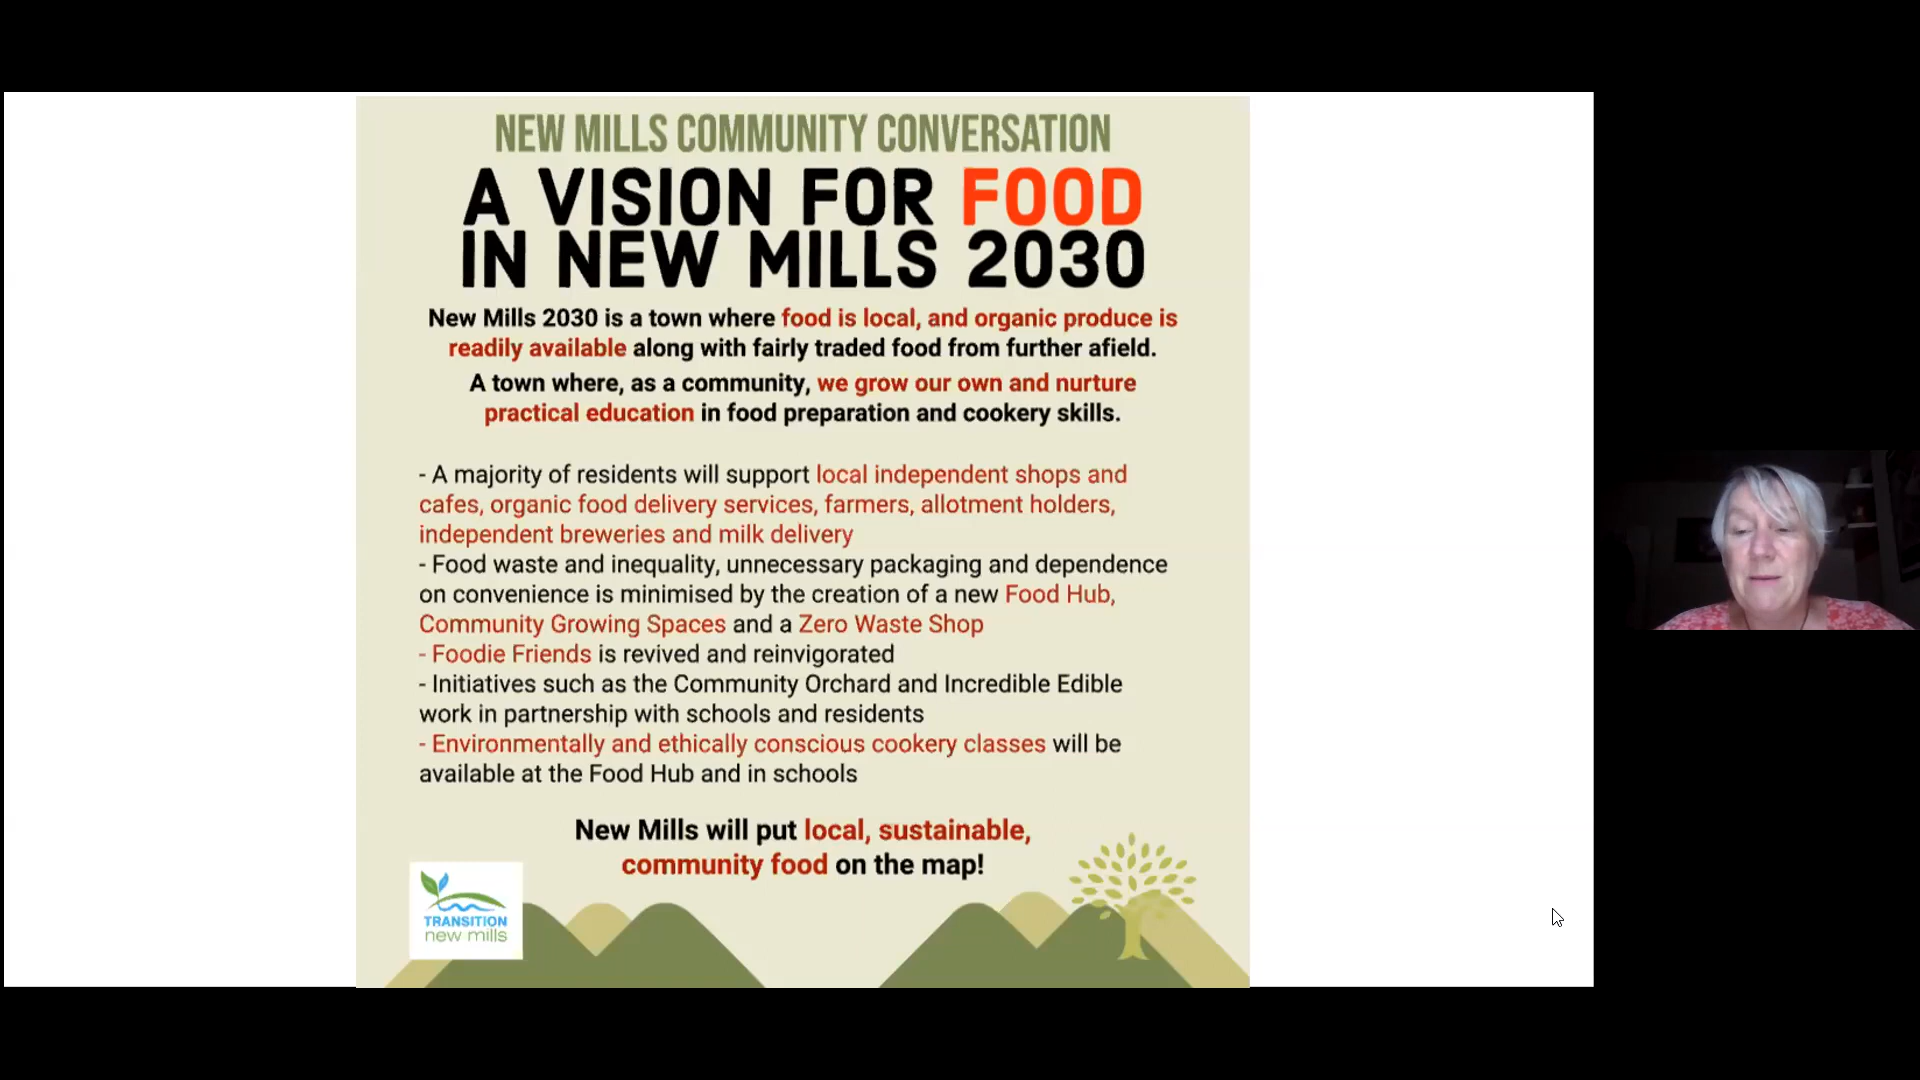 NEW MILLS COMMUNITY CONVERSATION
A VISION FOR FOOD
IN NEW MILLS 2030
New Mills 2030 is a town where food is local, and organic produce is
readily available along with fairly traded food from further afield.
A town where, as a community, we grow our own and nurture
practical education in food preparation and cookery skills.
- A majority of residents will support local independent shops and
cafes, organic food delivery services, farmers, allotment holders,
independent breweries and milk delivery
- Food waste and inequality, unnecessary packaging and dependence
on convenience is minimised by the creation of a new Food Hub,
Community Growing Spaces and a Zero Waste Shop
- Foodie Friends is revived and reinvigorated
- Initiatives such as the Community Orchard and Incredible Edible
work in partnership with schools and residents
- Environmentally and ethically conscious cookery classes will be
available at the Food Hub and in schools
New Mills will put local, sustainable,
community food on the map!
TRANSITION
new mills